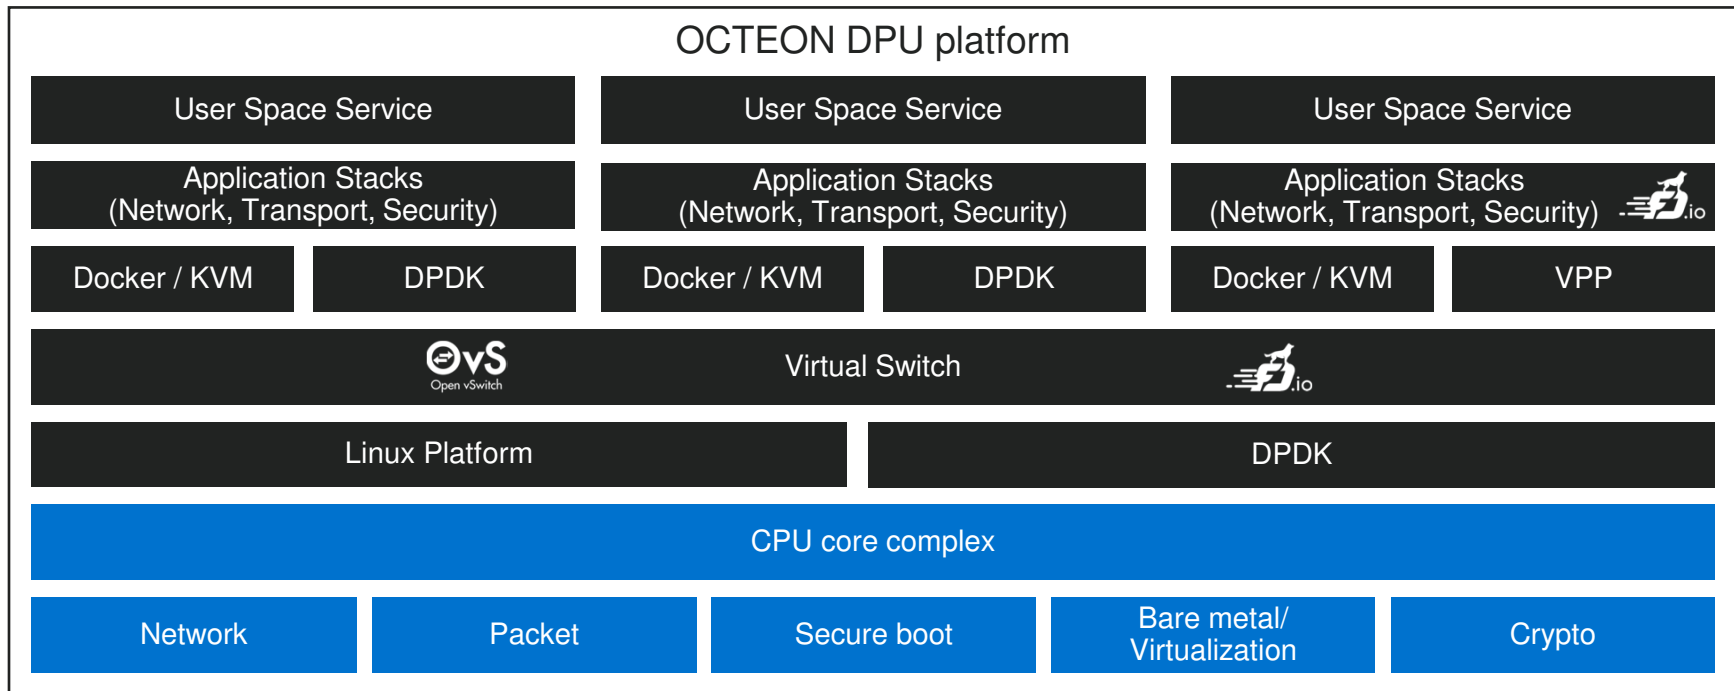 OCTEON DPU platform
User Space Service
User Space Service
User Space Service
Application Stacks
(Network, Transport, Security)
Application Stacks
(Network, Transport, Security)
Application Stacks
(Network, Transport, Security)
FD.io
Docker / KVM
DPDK
Docker / KVM
DPDK
Docker / KVM
VPP
OvS
Open vSwitch
Virtual Switch
FD.io
Linux Platform
DPDK
CPU core complex
Network
Packet
Secure boot
Bare metal/
Virtualization
Crypto